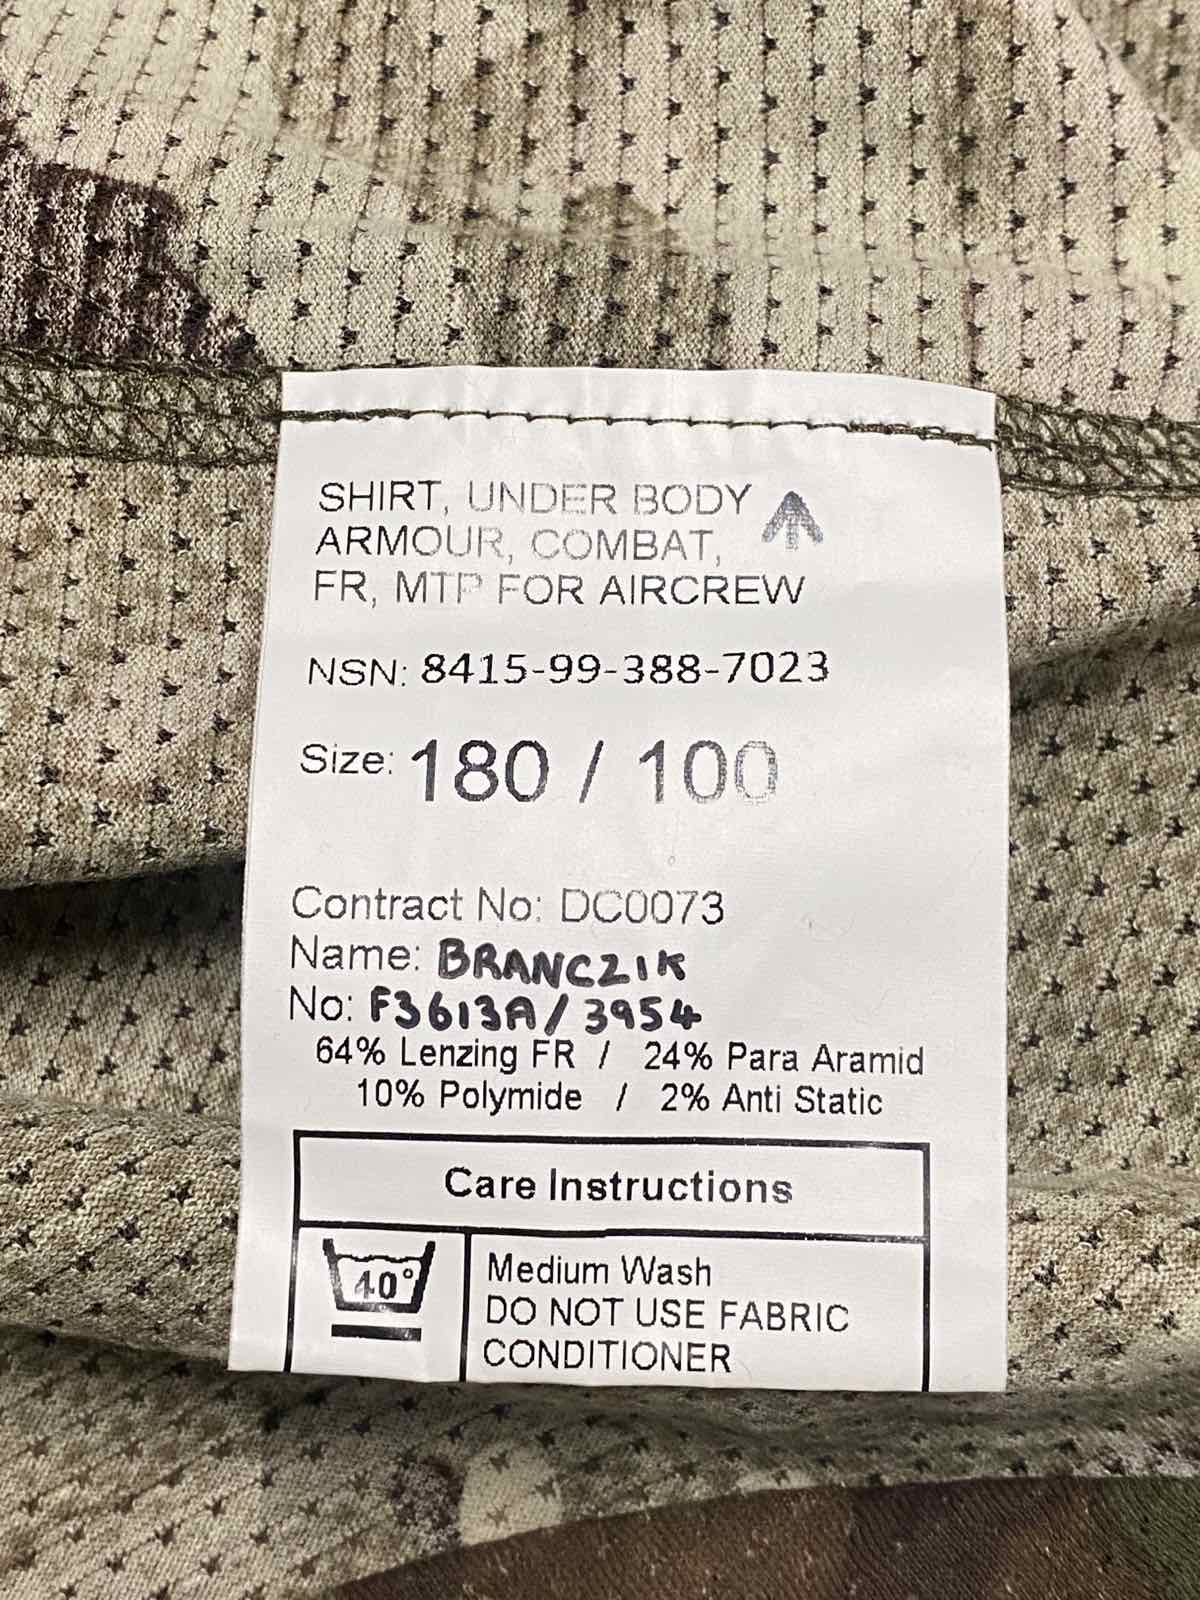 SHIRT, UNDER BODY
ARMOUR, COMBAT,
FR, MTP FOR AIRCREW
NSN: 8415-99-388-7023
Size: 180 / 100
Contract No: DC0073
Name: BRANCZIK
No: F3613A/3954
64% Lenzing FR / 24% Para Aramid
10% Polymide / 2% Anti Static
Care Instructions
40°
Medium Wash
DO NOT USE FABRIC
CONDITIONER